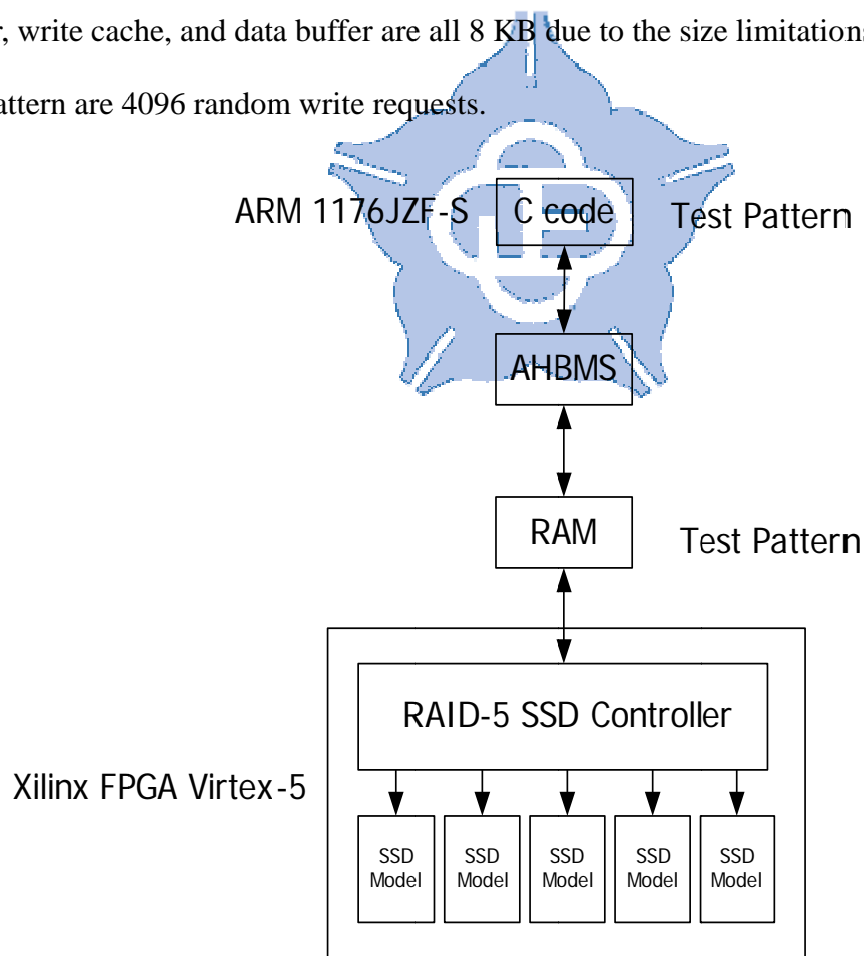 , write cache, and data buffer are all 8 KB due to the size limitations
attern are 4096 random write requests.
ARM 1176JZF-S C code Test Pattern
AHBMS
RAM Test Pattern
RAID-5 SSD Controller
Xilinx FPGA Virtex-5
SSD Model SSD Model SSD Model SSD Model SSD Model